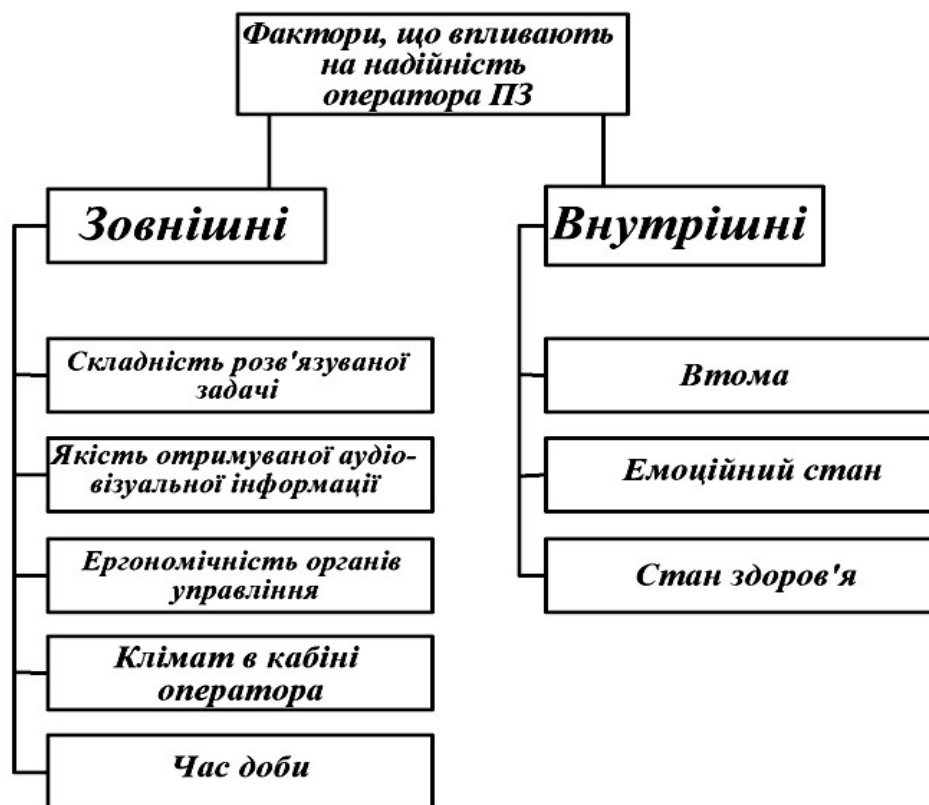 Фактори, що впливають
на надійність
оператора ПЗ
Зовнішні
Внутрішні
Складність розв'язуваної
задачі
Якість отримуваної аудіо-
візуальної інформації
Ергономічність органів
управління
Клімат в кабіні
оператора
Час доби
Втома
Емоційний стан
Стан здоров'я